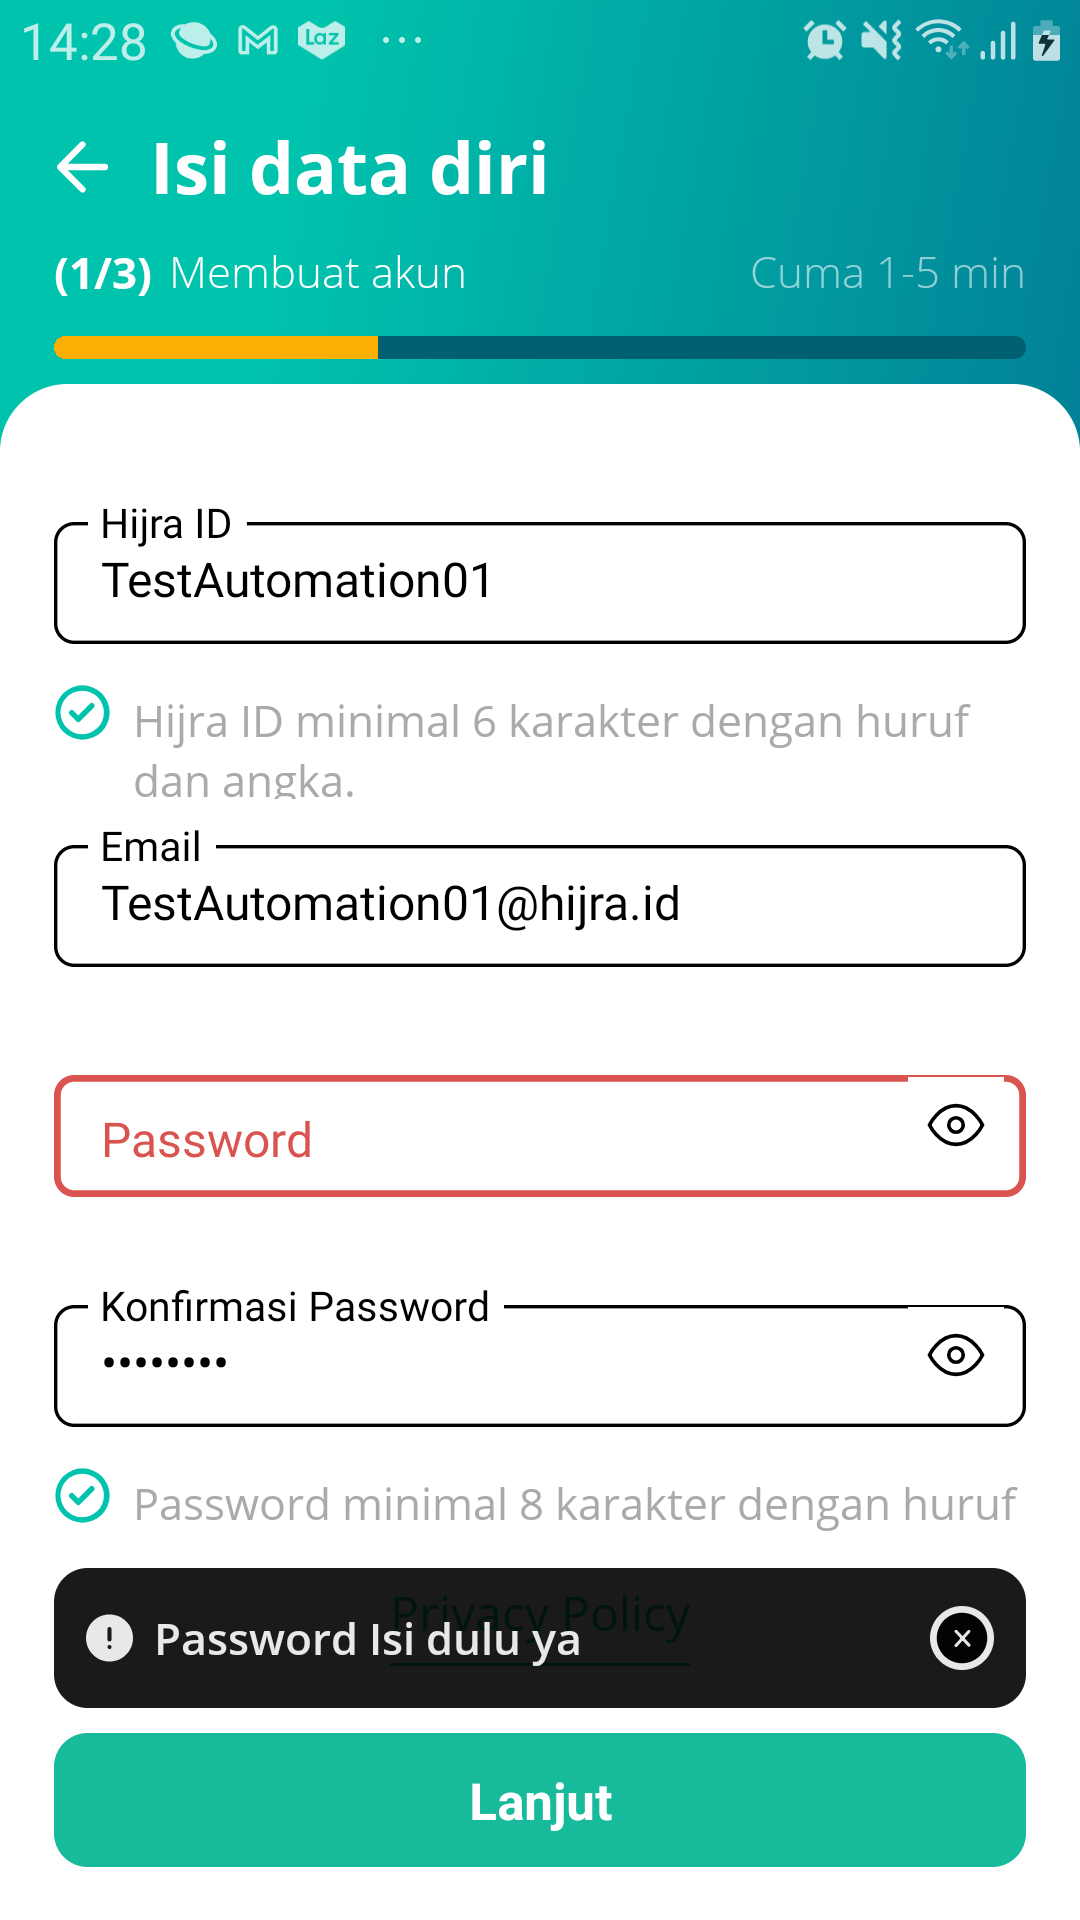 14:28 Laz
Isi data diri
(1/3) Membuat akun Cuma 1-5 min
Hijra ID
TestAutomation01
Hijra ID minimal 6 karakter dengan huruf
dan angka.
Email
TestAutomation01@hijra.id
Password
Konfirmasi Password
••••••••
Password minimal 8 karakter dengan huruf
Privacy Policy
Password Isi dulu ya
Lanjut